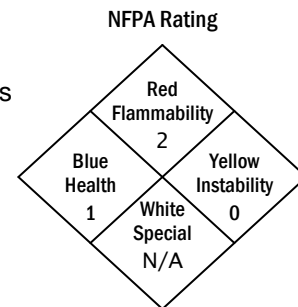 NFPA Rating
s
Red
Flammability
2
Blue
Health
1
Yellow
Instability
0
White
Special
N/A